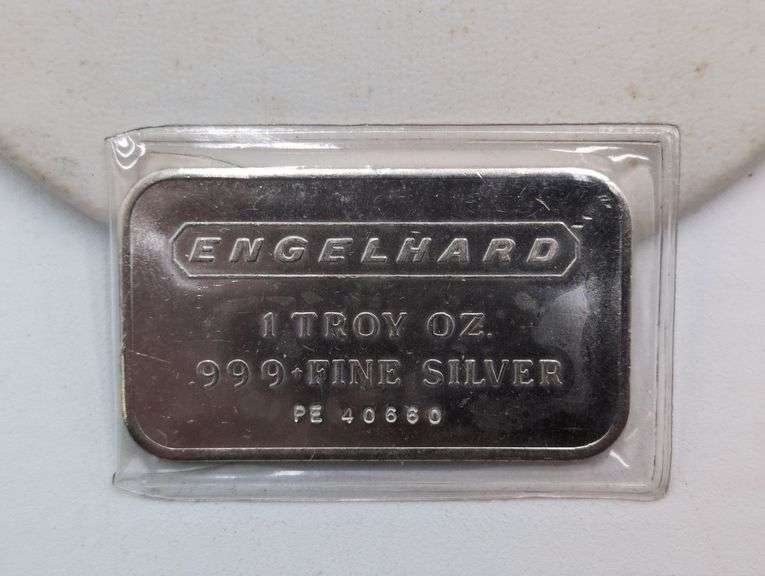 ENGELHARD
1 TROY OZ.
999+ FINE SILVER
PE 40660